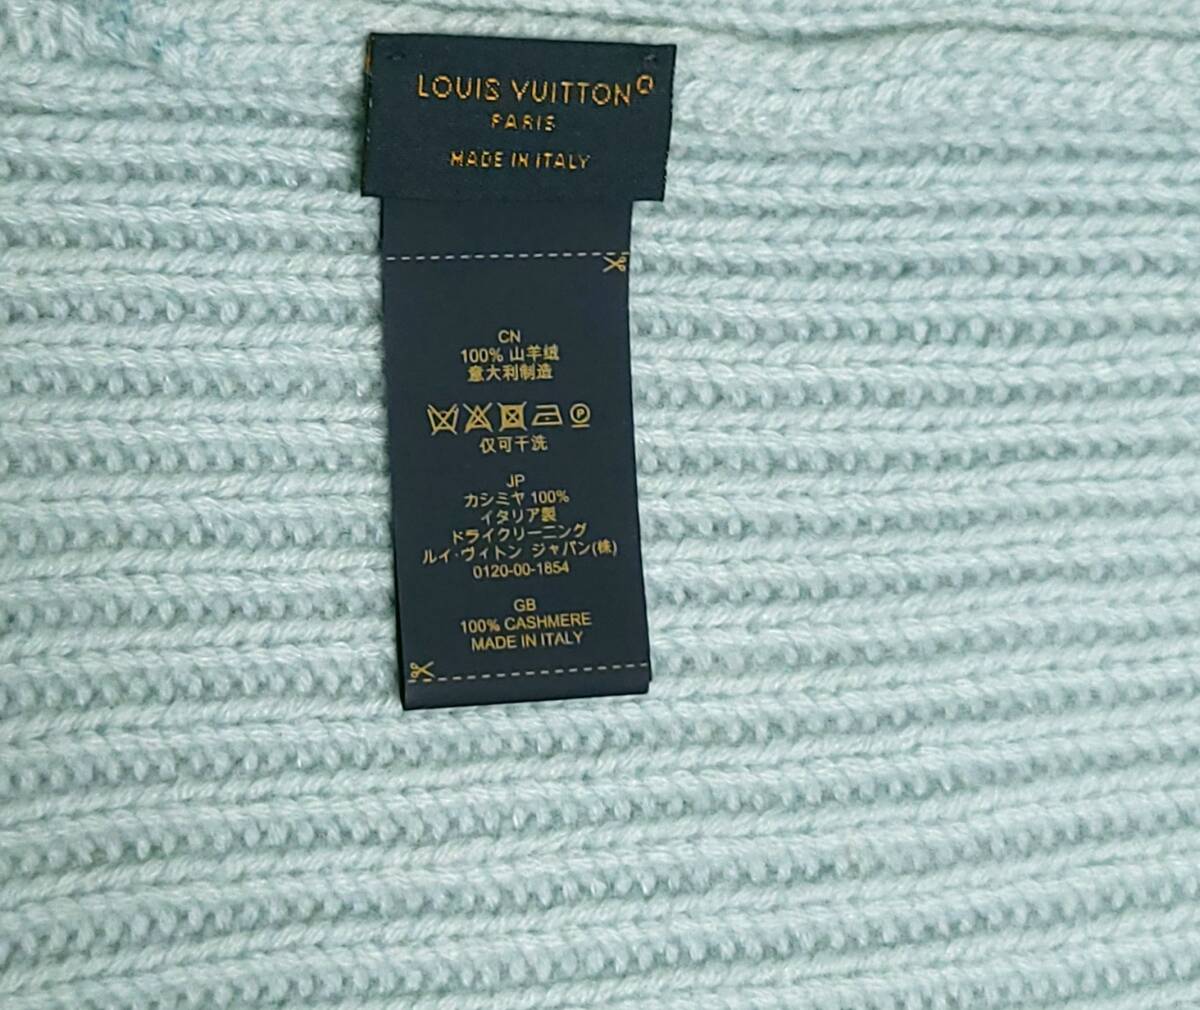 LOUIS VUITTON®
PARIS
MADE IN ITALY
CN
100% 山羊绒
意大利制造
P
仅可干洗
JP
カシミヤ 100%
イタリア製
ドライクリーニング
ルイ·ヴィトン ジャパン(株)
0120-00-1854
GB
100% CASHMERE
MADE IN ITALY